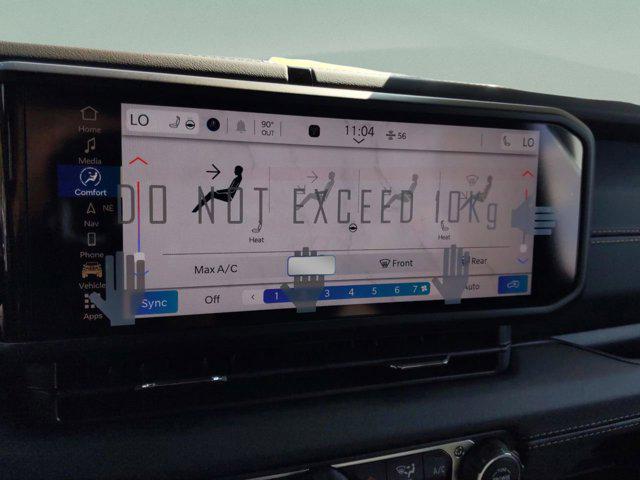 LO 90° OUT 11:04 56 LO
Home
Media
Comfort
NE
Nav
DO NOT EXCEED 10Kg
Heat Heat
Phone
Max A/C Front Rear
Vehicle
Sync Off 1 3 4 5 6 7 Auto
Apps
A/C